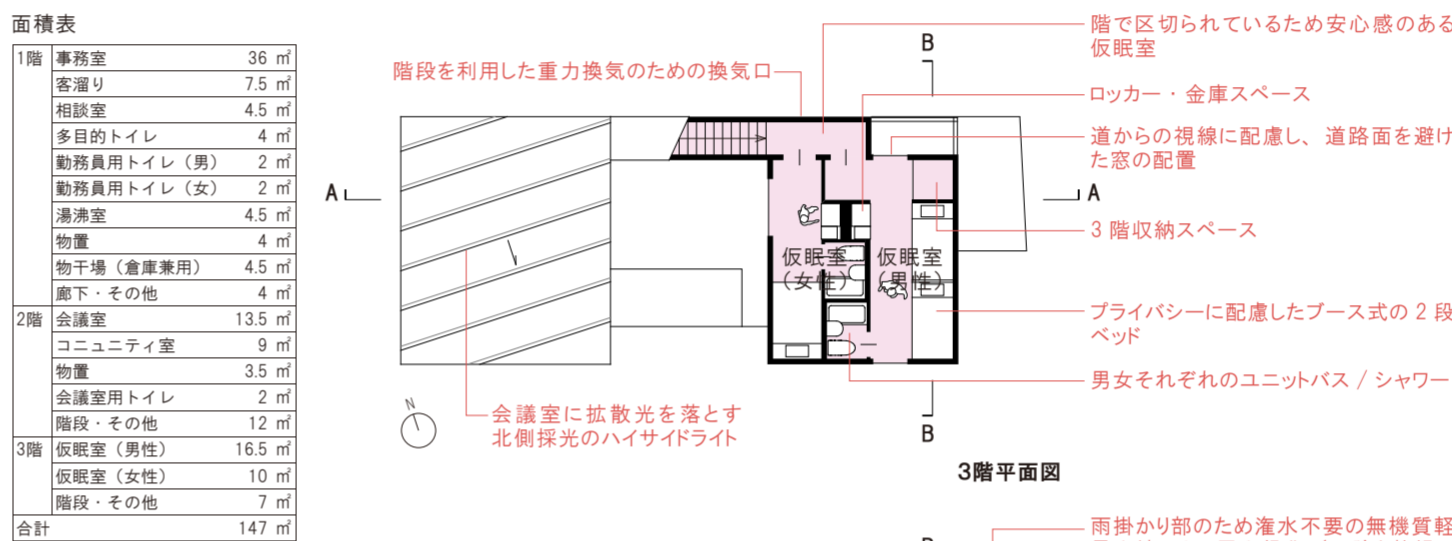 面積表
1階 事務室 36 ㎡
客溜り 7.5 ㎡
相談室 4.5 ㎡
多目的トイレ 4 ㎡
勤務員用トイレ（男） 2 ㎡
勤務員用トイレ（女） 2 ㎡
湯沸室 4.5 ㎡
物置 4 ㎡
物干場（倉庫兼用） 4.5 ㎡
廊下・その他 4 ㎡
2階 会議室 13.5 ㎡
コニュニティ室 9 ㎡
物置 3.5 ㎡
会議室用トイレ 2 ㎡
階段・その他 12 ㎡
3階 仮眠室（男性） 16.5 ㎡
仮眠室（女性） 10 ㎡
階段・その他 7 ㎡
合計 147 ㎡
階段を利用した重力換気のための換気口
B
A
A
仮眠室
（女性）
仮眠室
（男性）
N
会議室に拡散光を落とす
北側採光のハイサイドライト
B
3階平面図
階で区切られているため安心感のある
仮眠室
ロッカー・金庫スペース
道からの視線に配慮し、道路面を避け
た窓の配置
3 階収納スペース
プライバシーに配慮したブース式の 2 段
ベッド
男女それぞれのユニットバス / シャワー
雨掛かり部のため潅水不要の無機質軽